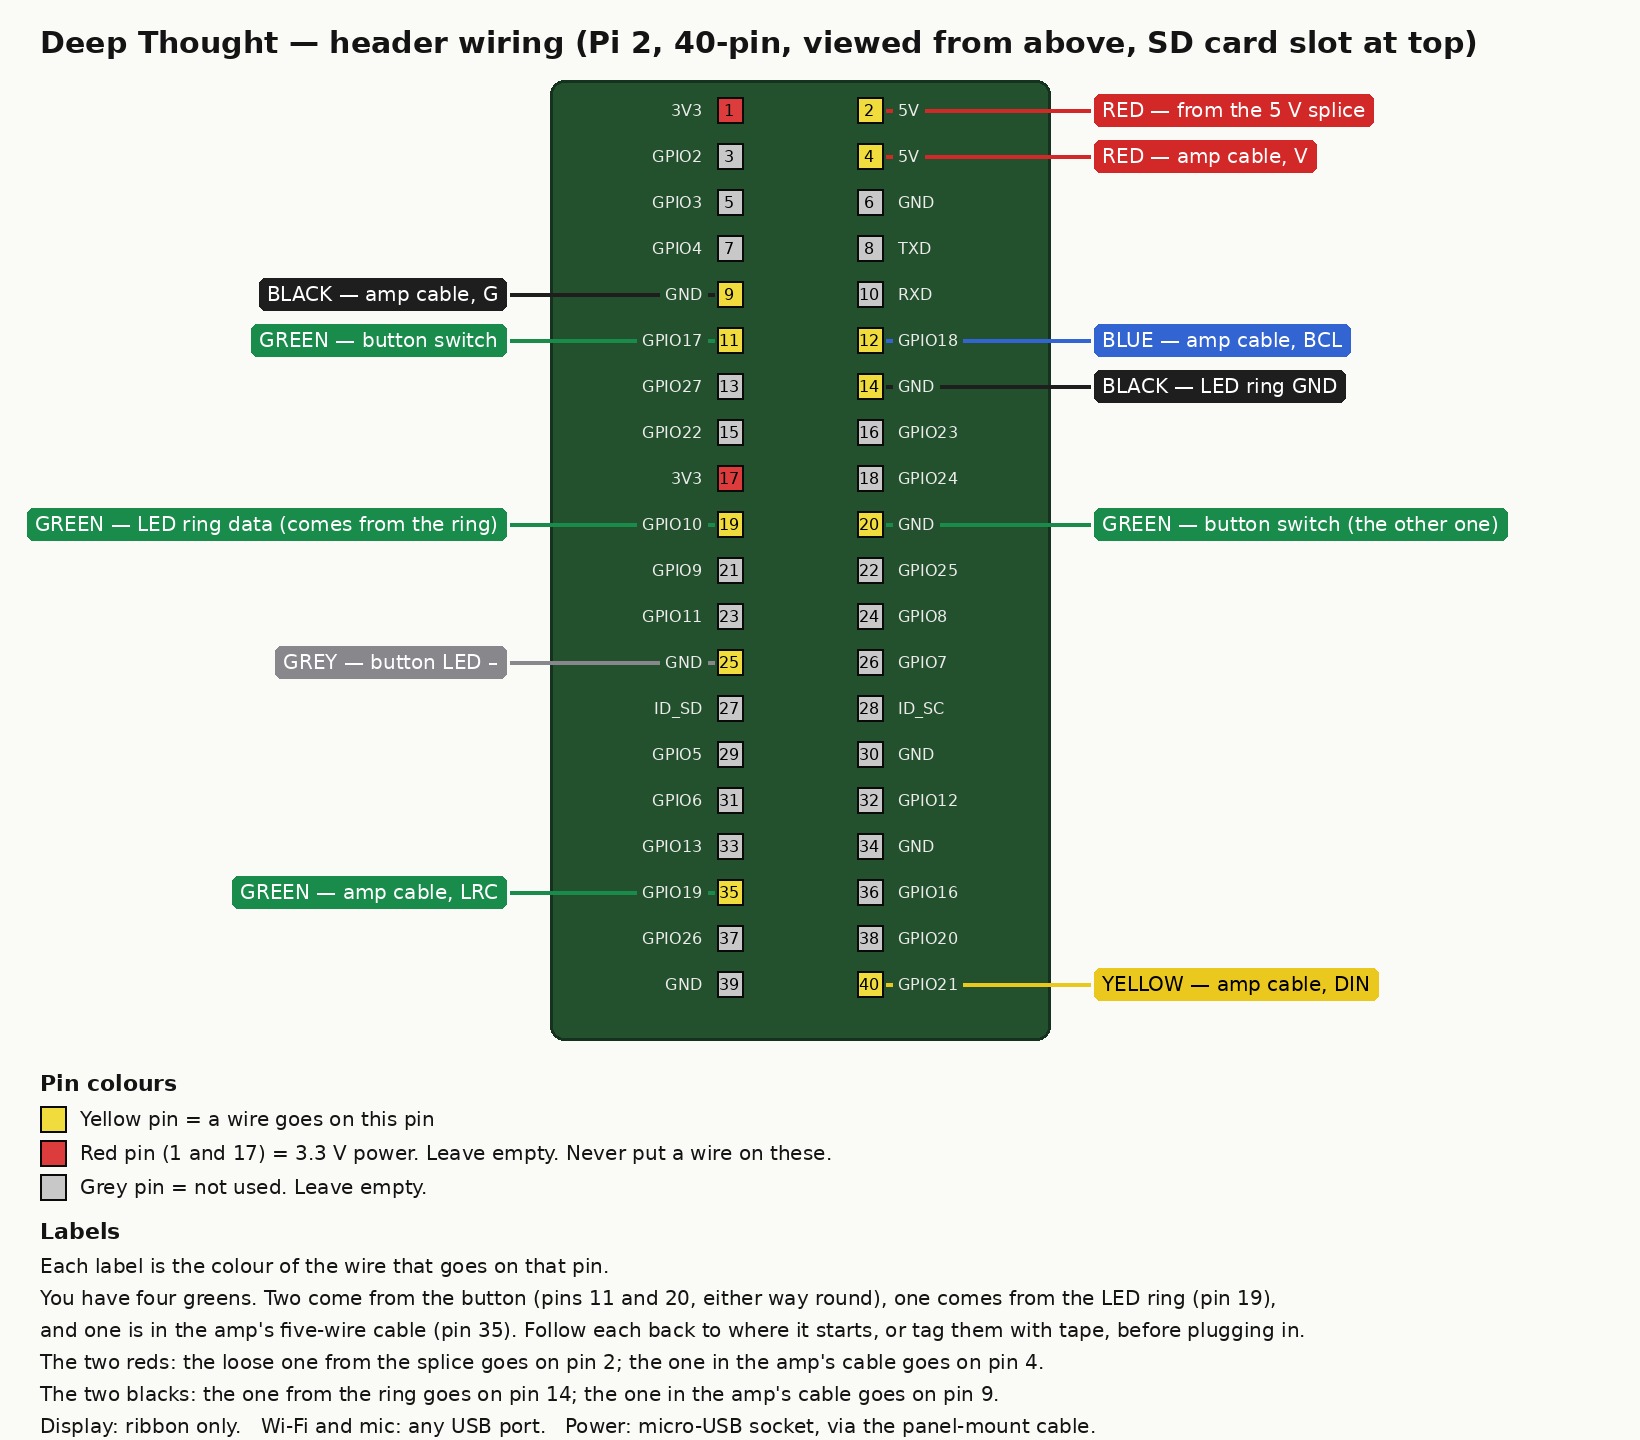 Deep Thought — header wiring (Pi 2, 40-pin, viewed from above, SD card slot at top)
3V3 1 2 5V RED — from the 5 V splice
GPIO2 3 4 5V RED — amp cable, V
GPIO3 5 6 GND
GPIO4 7 8 TXD
BLACK — amp cable, G GND 9 10 RXD
GREEN — button switch GPIO17 11 12 GPIO18 BLUE — amp cable, BCL
GPIO27 13 14 GND BLACK — LED ring GND
GPIO22 15 16 GPIO23
3V3 17 18 GPIO24
GREEN — LED ring data (comes from the ring) GPIO10 19 20 GND GREEN — button switch (the other one)
GPIO9 21 22 GPIO25
GPIO11 23 24 GPIO8
GREY — button LED – GND 25 26 GPIO7
ID_SD 27 28 ID_SC
GPIO5 29 30 GND
GPIO6 31 32 GPIO12
GPIO13 33 34 GND
GREEN — amp cable, LRC GPIO19 35 36 GPIO16
GPIO26 37 38 GPIO20
GND 39 40 GPIO21 YELLOW — amp cable, DIN
Pin colours
Yellow pin = a wire goes on this pin
Red pin (1 and 17) = 3.3 V power. Leave empty. Never put a wire on these.
Grey pin = not used. Leave empty.
Labels
Each label is the colour of the wire that goes on that pin.
You have four greens. Two come from the button (pins 11 and 20, either way round), one comes from the LED ring (pin 19),
and one is in the amp's five-wire cable (pin 35). Follow each back to where it starts, or tag them with tape, before plugging in.
The two reds: the loose one from the splice goes on pin 2; the one in the amp's cable goes on pin 4.
The two blacks: the one from the ring goes on pin 14; the one in the amp's cable goes on pin 9.
Display: ribbon only. Wi-Fi and mic: any USB port. Power: micro-USB socket, via the panel-mount cable.